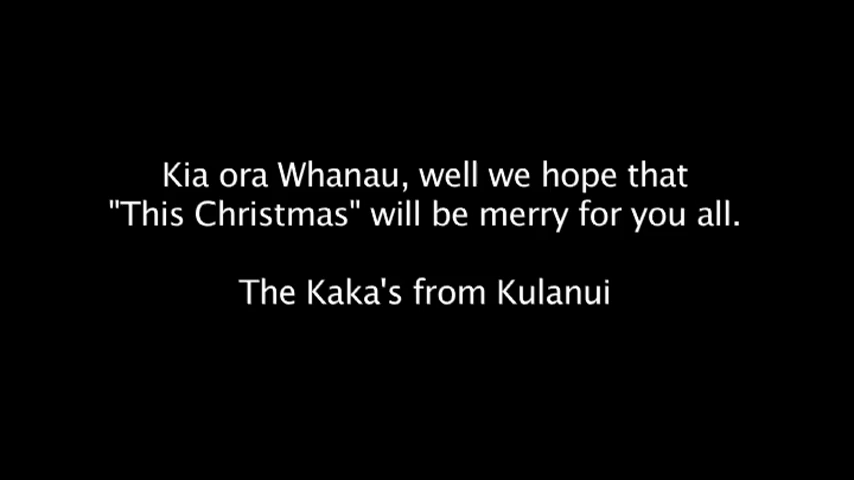 Kia ora Whanau, well we hope that
"This Christmas" will be merry for you all.
The Kaka's from Kulanui